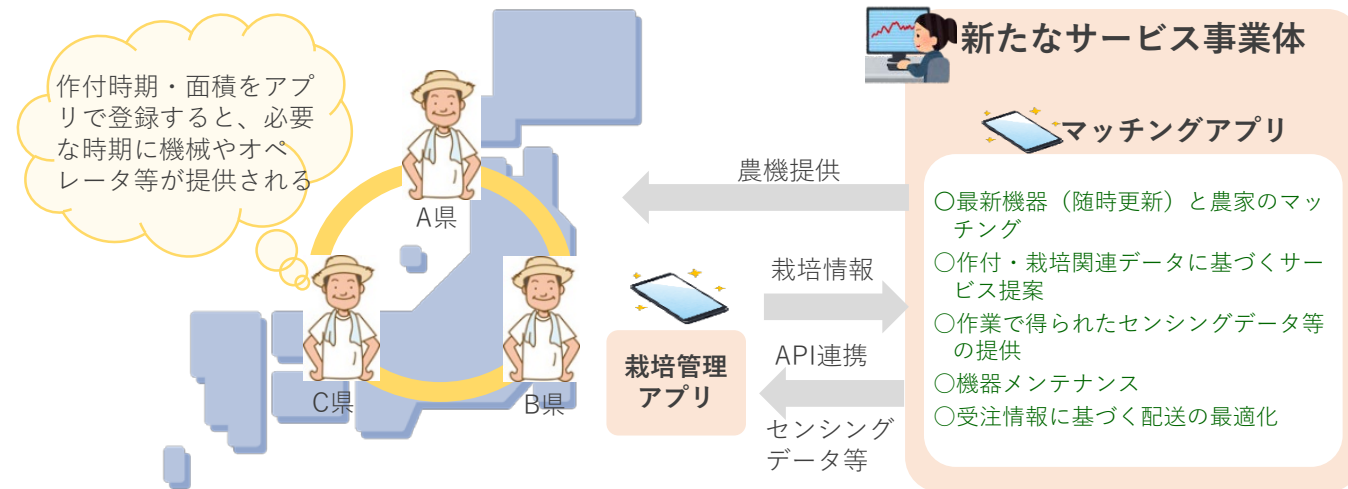 作付時期・面積をアプ
リで登録すると、必要
な時期に機械やオペ
レータ等が提供される
A県
C県
B県
農機提供
栽培情報
API連携
センシング
データ等
栽培管理
アプリ
新たなサービス事業体
マッチングアプリ
○最新機器（随時更新）と農家のマッ
チング
○作付・栽培関連データに基づくサー
ビス提案
○作業で得られたセンシングデータ等
の提供
○機器メンテナンス
○受注情報に基づく配送の最適化